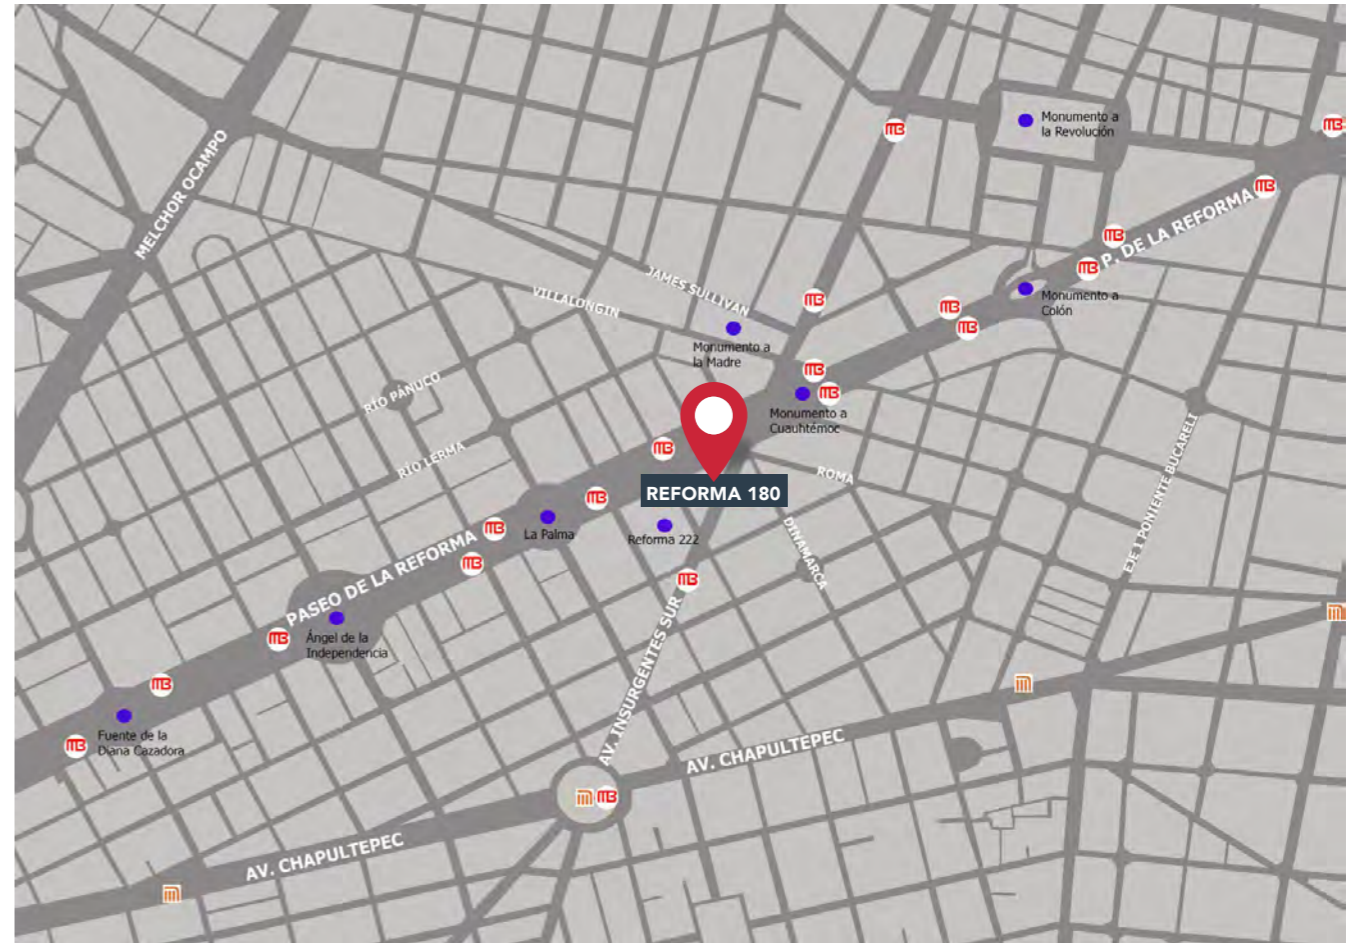 Monumento a
la Revolución
MELCHOR OCAMPO
P. DE LA REFORMA
JAMES SULLIVAN
VILLALONGIN
Monumento a
Colón
Monumento a
la Madre
RÍO PÁNUCO
Monumento a
Cuauhtémoc
RÍO LERMA
ROMA
EJE 1 PONIENTE BUCARELI
REFORMA 180
La Palma
Reforma 222
DINAMARCA
PASEO DE LA REFORMA
Ángel de la
Independencia
AV. INSURGENTES SUR
Fuente de la
Diana Cazadora
AV. CHAPULTEPEC
AV. CHAPULTEPEC